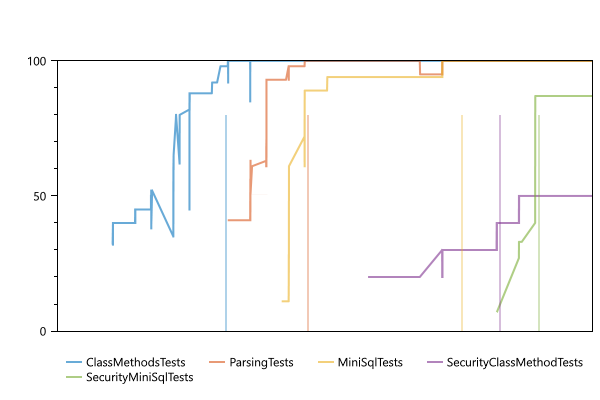 100
50
0
ClassMethodsTests ParsingTests MiniSqlTests SecurityClassMethodTests
SecurityMiniSqlTests